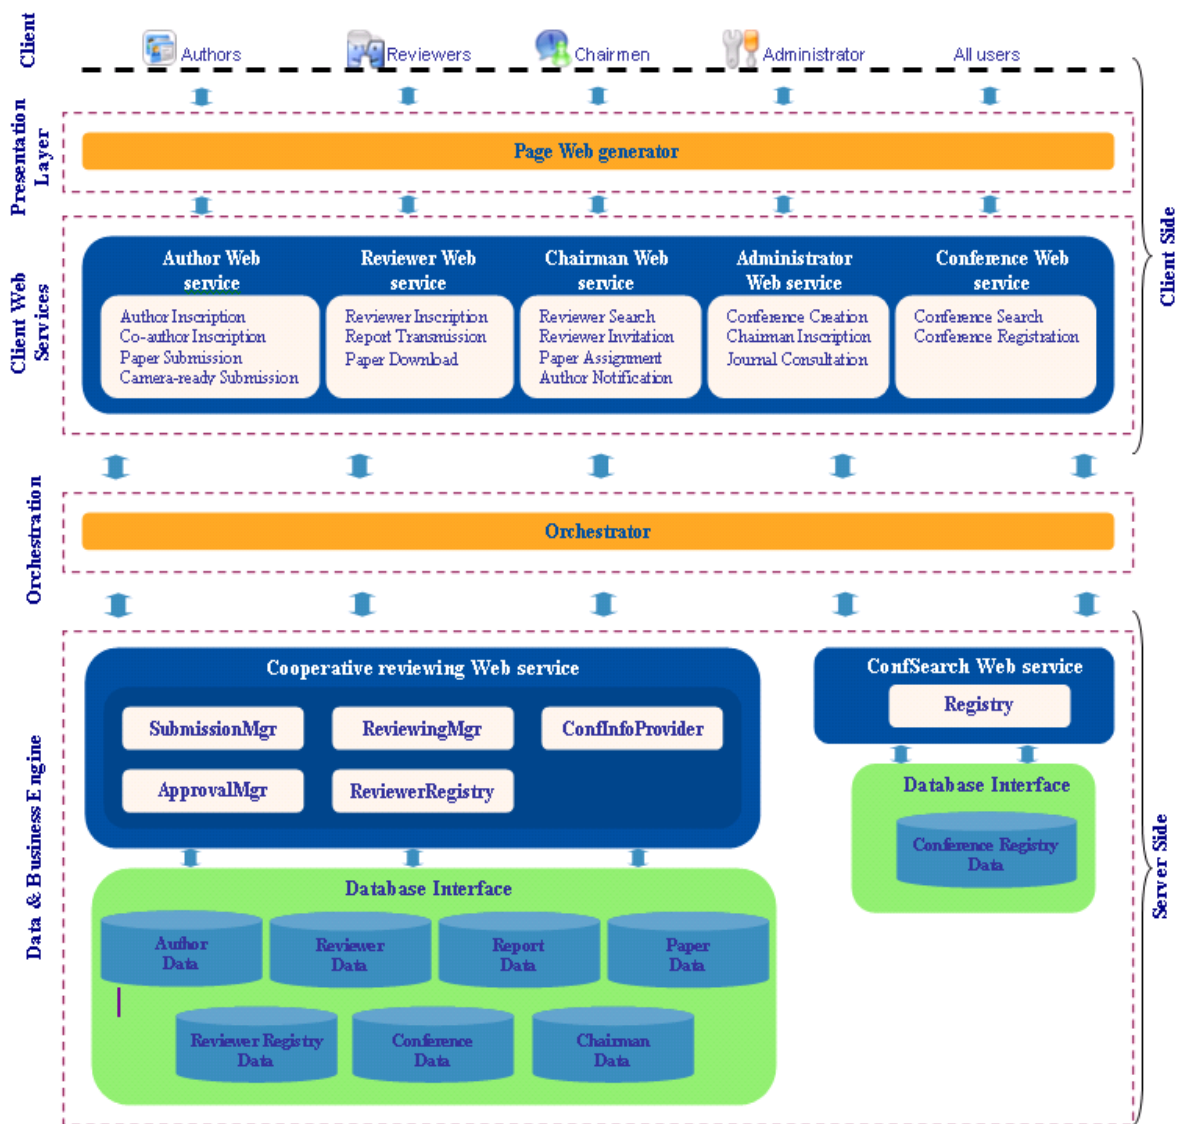 Client
Authors
Reviewers
Chairmen
Administrator
All users
Presentation
Layer
Page Web generator
Client Side
Client Web
Services
Author Web
service
Author Inscription
Co-author Inscription
Paper Submission
Camera-ready Submission
Reviewer Web
service
Reviewer Inscription
Report Transmission
Paper Download
Chairman Web
service
Reviewer Search
Reviewer Invitation
Paper Assignment
Author Notification
Administrator
Web service
Conference Creation
Chairman Inscription
Journal Consultation
Conference Web
service
Conference Search
Conference Registration
Orchestration
Orchestrator
Data & Business Engine
Cooperative reviewing Web service
SubmissionMgr
ReviewingMgr
ConfInfoProvider
ApprovalMgr
ReviewerRegistry
ConfSearch Web service
Registry
Database Interface
Conference Registry
Data
Server Side
Database Interface
Author
Data
Reviewer
Data
Report
Data
Paper
Data
Reviewer Registry
Data
Conference
Data
Chairman
Data